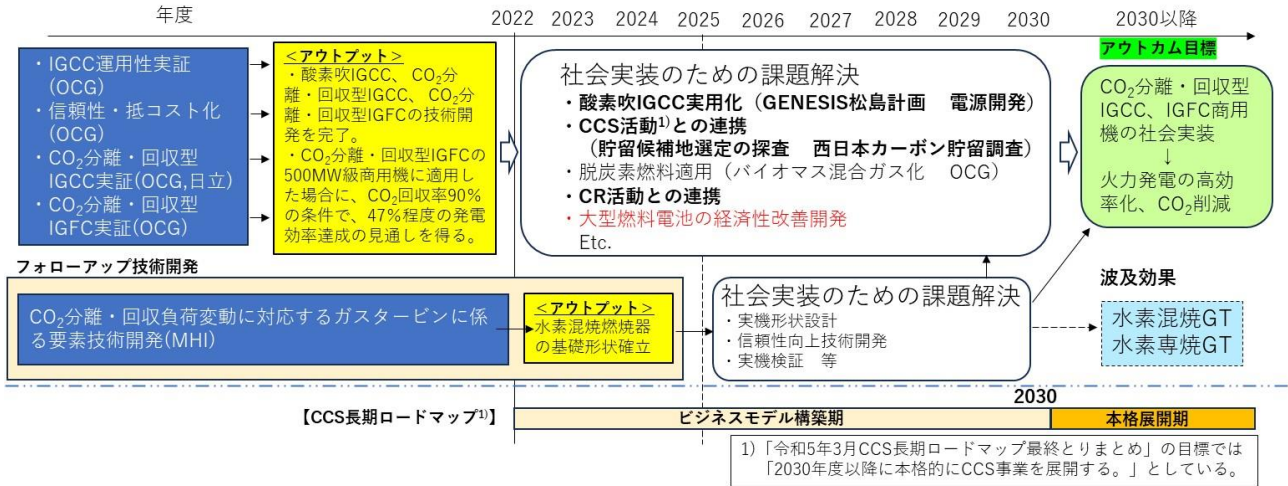 年度
2022 2023 2024 2025 2026 2027 2028 2029 2030 2030以降
・IGCC運用性実証
(OCG)
・信頼性・抵コスト化
(OCG)
・CO₂分離・回収型
IGCC実証(OCG,日立)
・CO₂分離・回収型
IGFC実証(OCG)
＜アウトプット＞
・酸素吹IGCC、CO₂分
離・回収型IGCC、CO₂分
離・回収型IGFCの技術開
発を完了。
・CO₂分離・回収型IGFCの
500MW級商用機に適用し
た場合に、CO₂回収率90%
の条件で、47%程度の発電
効率達成の見通しを得る。
社会実装のための課題解決
・酸素吹IGCC実用化（GENESIS松島計画　電源開発）
・CCS活動¹⁾との連携
（貯留候補地選定の探査　西日本カーボン貯留調査）
・脱炭素燃料適用（バイオマス混合ガス化　OCG）
・CR活動との連携
・大型燃料電池の経済性改善開発
Etc.
アウトカム目標
CO₂分離・回収型
IGCC、IGFC商用
機の社会実装
↓
火力発電の高効
率化、CO₂削減
フォローアップ技術開発
CO₂分離・回収負荷変動に対応するガスタービンに係
る要素技術開発(MHI)
＜アウトプット＞
水素混焼燃焼器
の基礎形状確立
社会実装のための課題解決
・実機形状設計
・信頼性向上技術開発
・実機検証　等
波及効果
水素混焼GT
水素専焼GT
2030
【CCS長期ロードマップ¹⁾】
ビジネスモデル構築期
本格展開期
1)「令和5年3月CCS長期ロードマップ最終とりまとめ」の目標では
「2030年度以降に本格的にCCS事業を展開する。」としている。